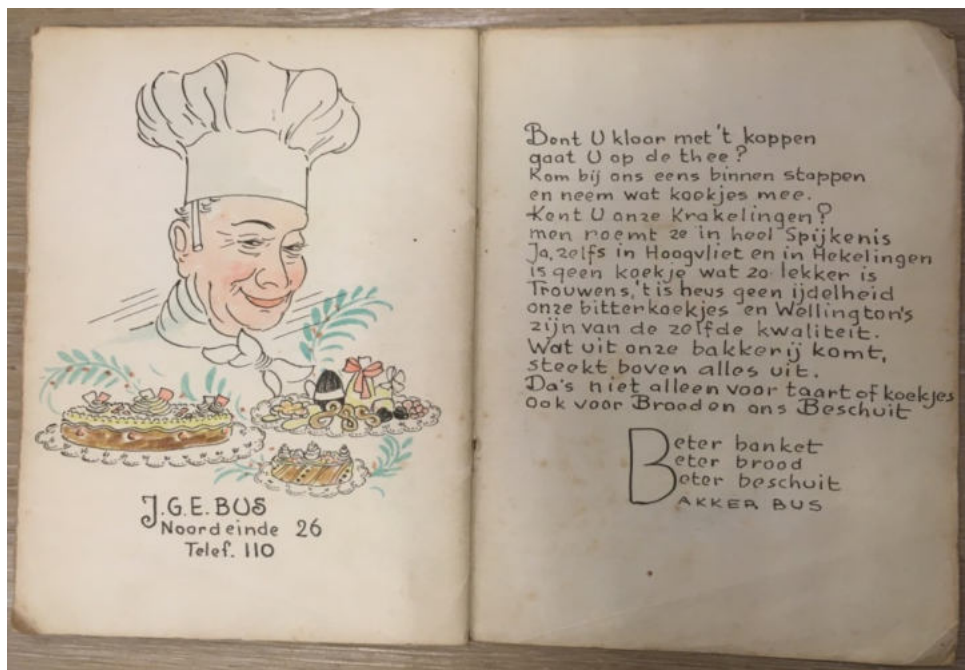 J.G.E. BUS
Noordeinde 26
Telef. 110
Bent U klaar met 't kappen
gaat U op de thee?
Kom bij ons eens binnen stappen
en neem wat koekjes mee.
Kent U onze Krakelingen?
men roemt ze in heel Spijkenis
Ja, zelfs in Hoogvliet en in Hekelingen
is geen koekje wat zo lekker is
Trouwens, 't is heus geen ijdelheid
onze bitterkoekjes en Wellington's
zijn van de zelfde kwaliteit.
Wat uit onze bakkerij komt,
steekt boven alles uit.
Da's niet alleen voor taart of koekjes
ook voor Brood en ons Beschuit
Beter banket
Beter brood
Beter beschuit
BAKKER BUS